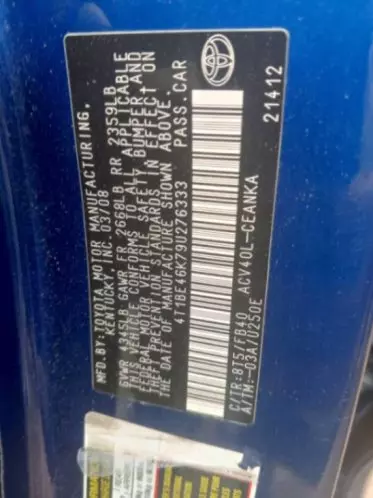 MFD. BY: TOYOTA MOTOR MANUFACTURING,
KENTUCKY, INC. 03/08
GVWR 4345LB GAWR FR 2668LB RR 2359LB
THIS VEHICLE CONFORMS TO ALL APPLICABLE
FEDERAL MOTOR VEHICLE SAFETY, BUMPER, AND
THEFT PREVENTION STANDARDS IN EFFECT ON
THE DATE OF MANUFACTURE SHOWN ABOVE.
4T1BE46K79U276333 PASS.CAR
C/TR:8T5/FB40 ACV40L-CEANKA
A/TM:-03A/U250E 21412